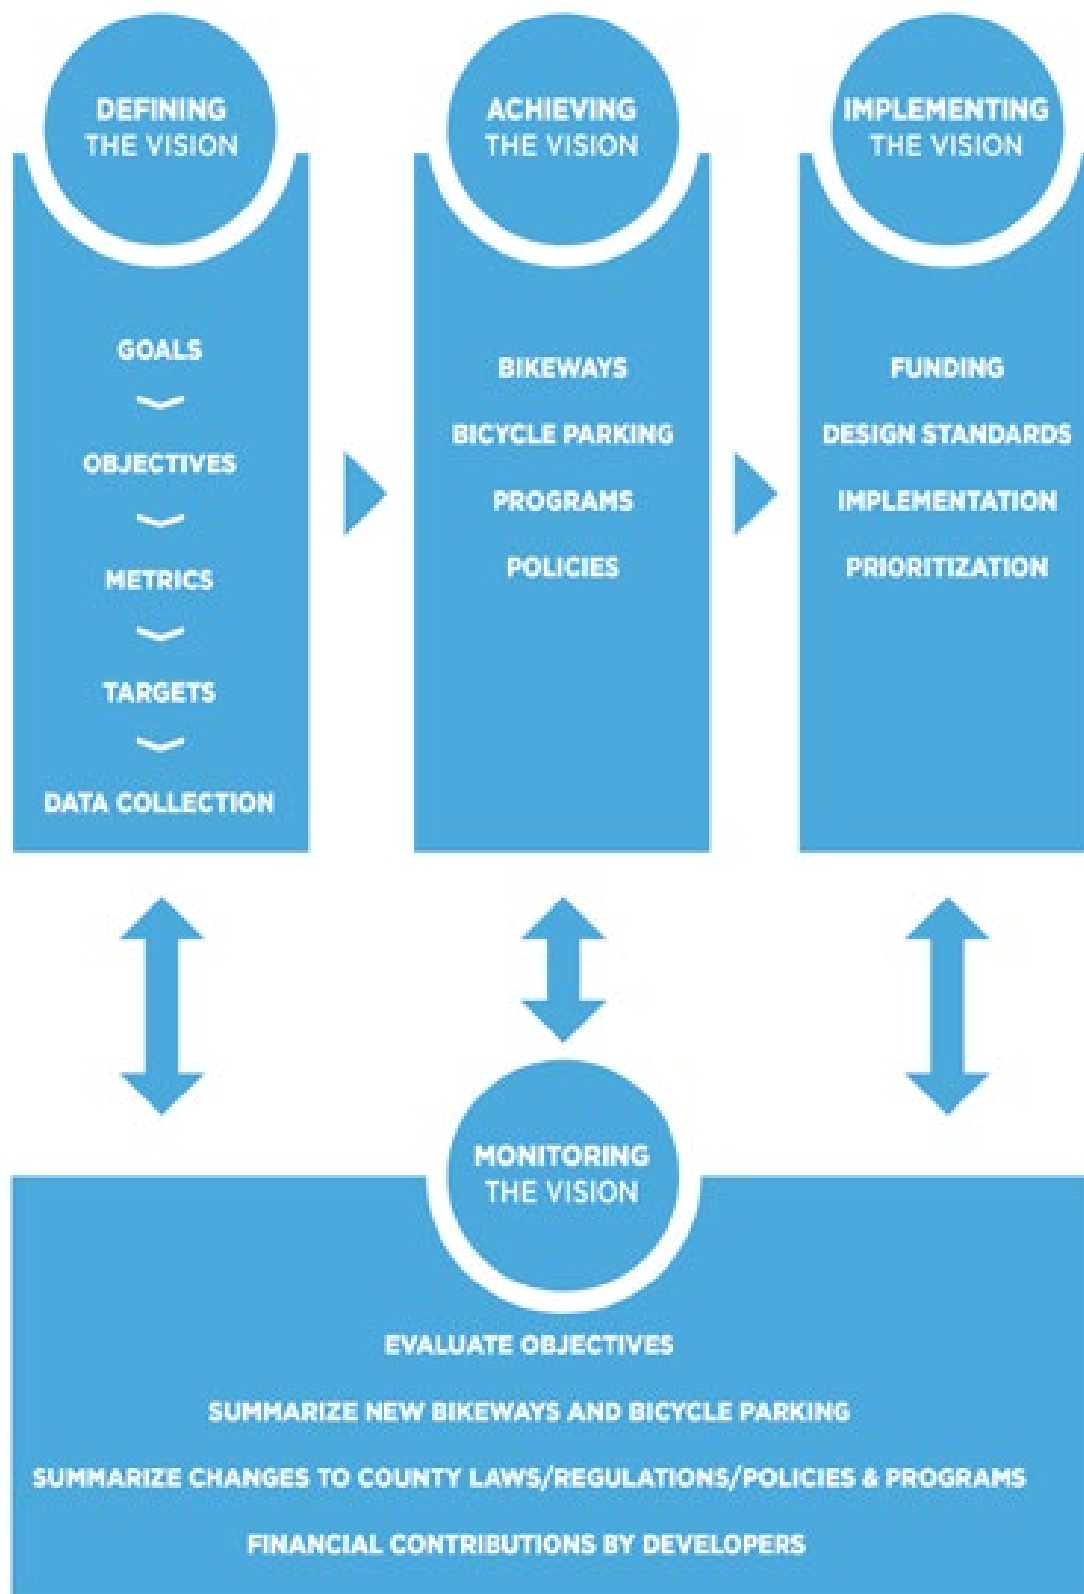 DEFINING
THE VISION
GOALS
OBJECTIVES
METRICS
TARGETS
DATA COLLECTION
ACHIEVING
THE VISION
BIKEWAYS
BICYCLE PARKING
PROGRAMS
POLICIES
IMPLEMENTING
THE VISION
FUNDING
DESIGN STANDARDS
IMPLEMENTATION
PRIORITIZATION
MONITORING
THE VISION
EVALUATE OBJECTIVES
SUMMARIZE NEW BIKEWAYS AND BICYCLE PARKING
SUMMARIZE CHANGES TO COUNTY LAWS/REGULATIONS/POLICIES & PROGRAMS
FINANCIAL CONTRIBUTIONS BY DEVELOPERS